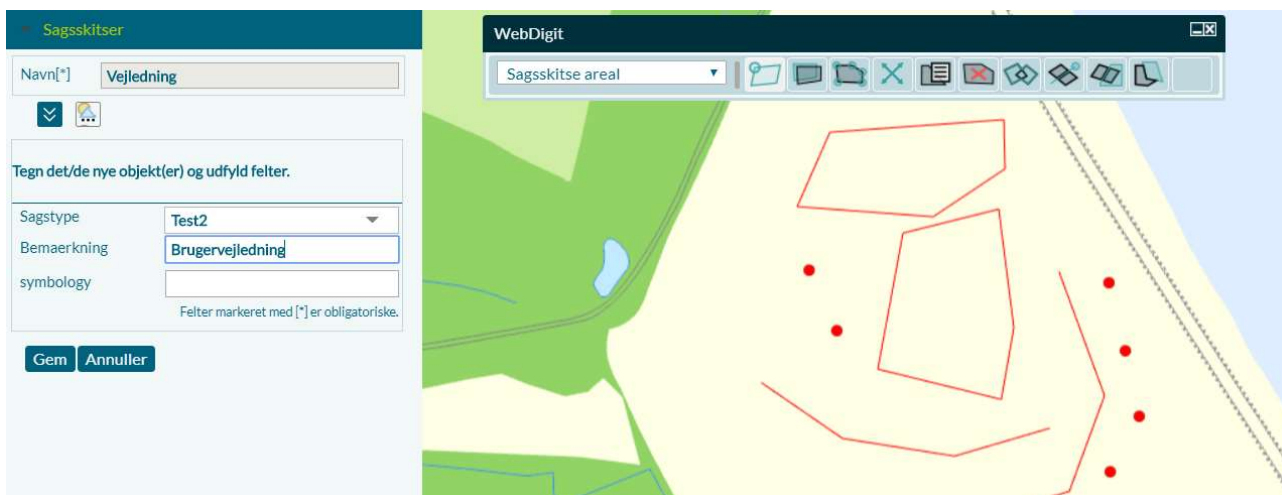 Sagsskitser
Navn[*] Vejledning
Tegn det/de nye objekt(er) og udfyld felter.
Sagstype Test2
Bemaerkning Brugervejledning
symbology
Felter markeret med [*] er obligatoriske.
Gem Annuller
WebDigit
Sagsskitse areal